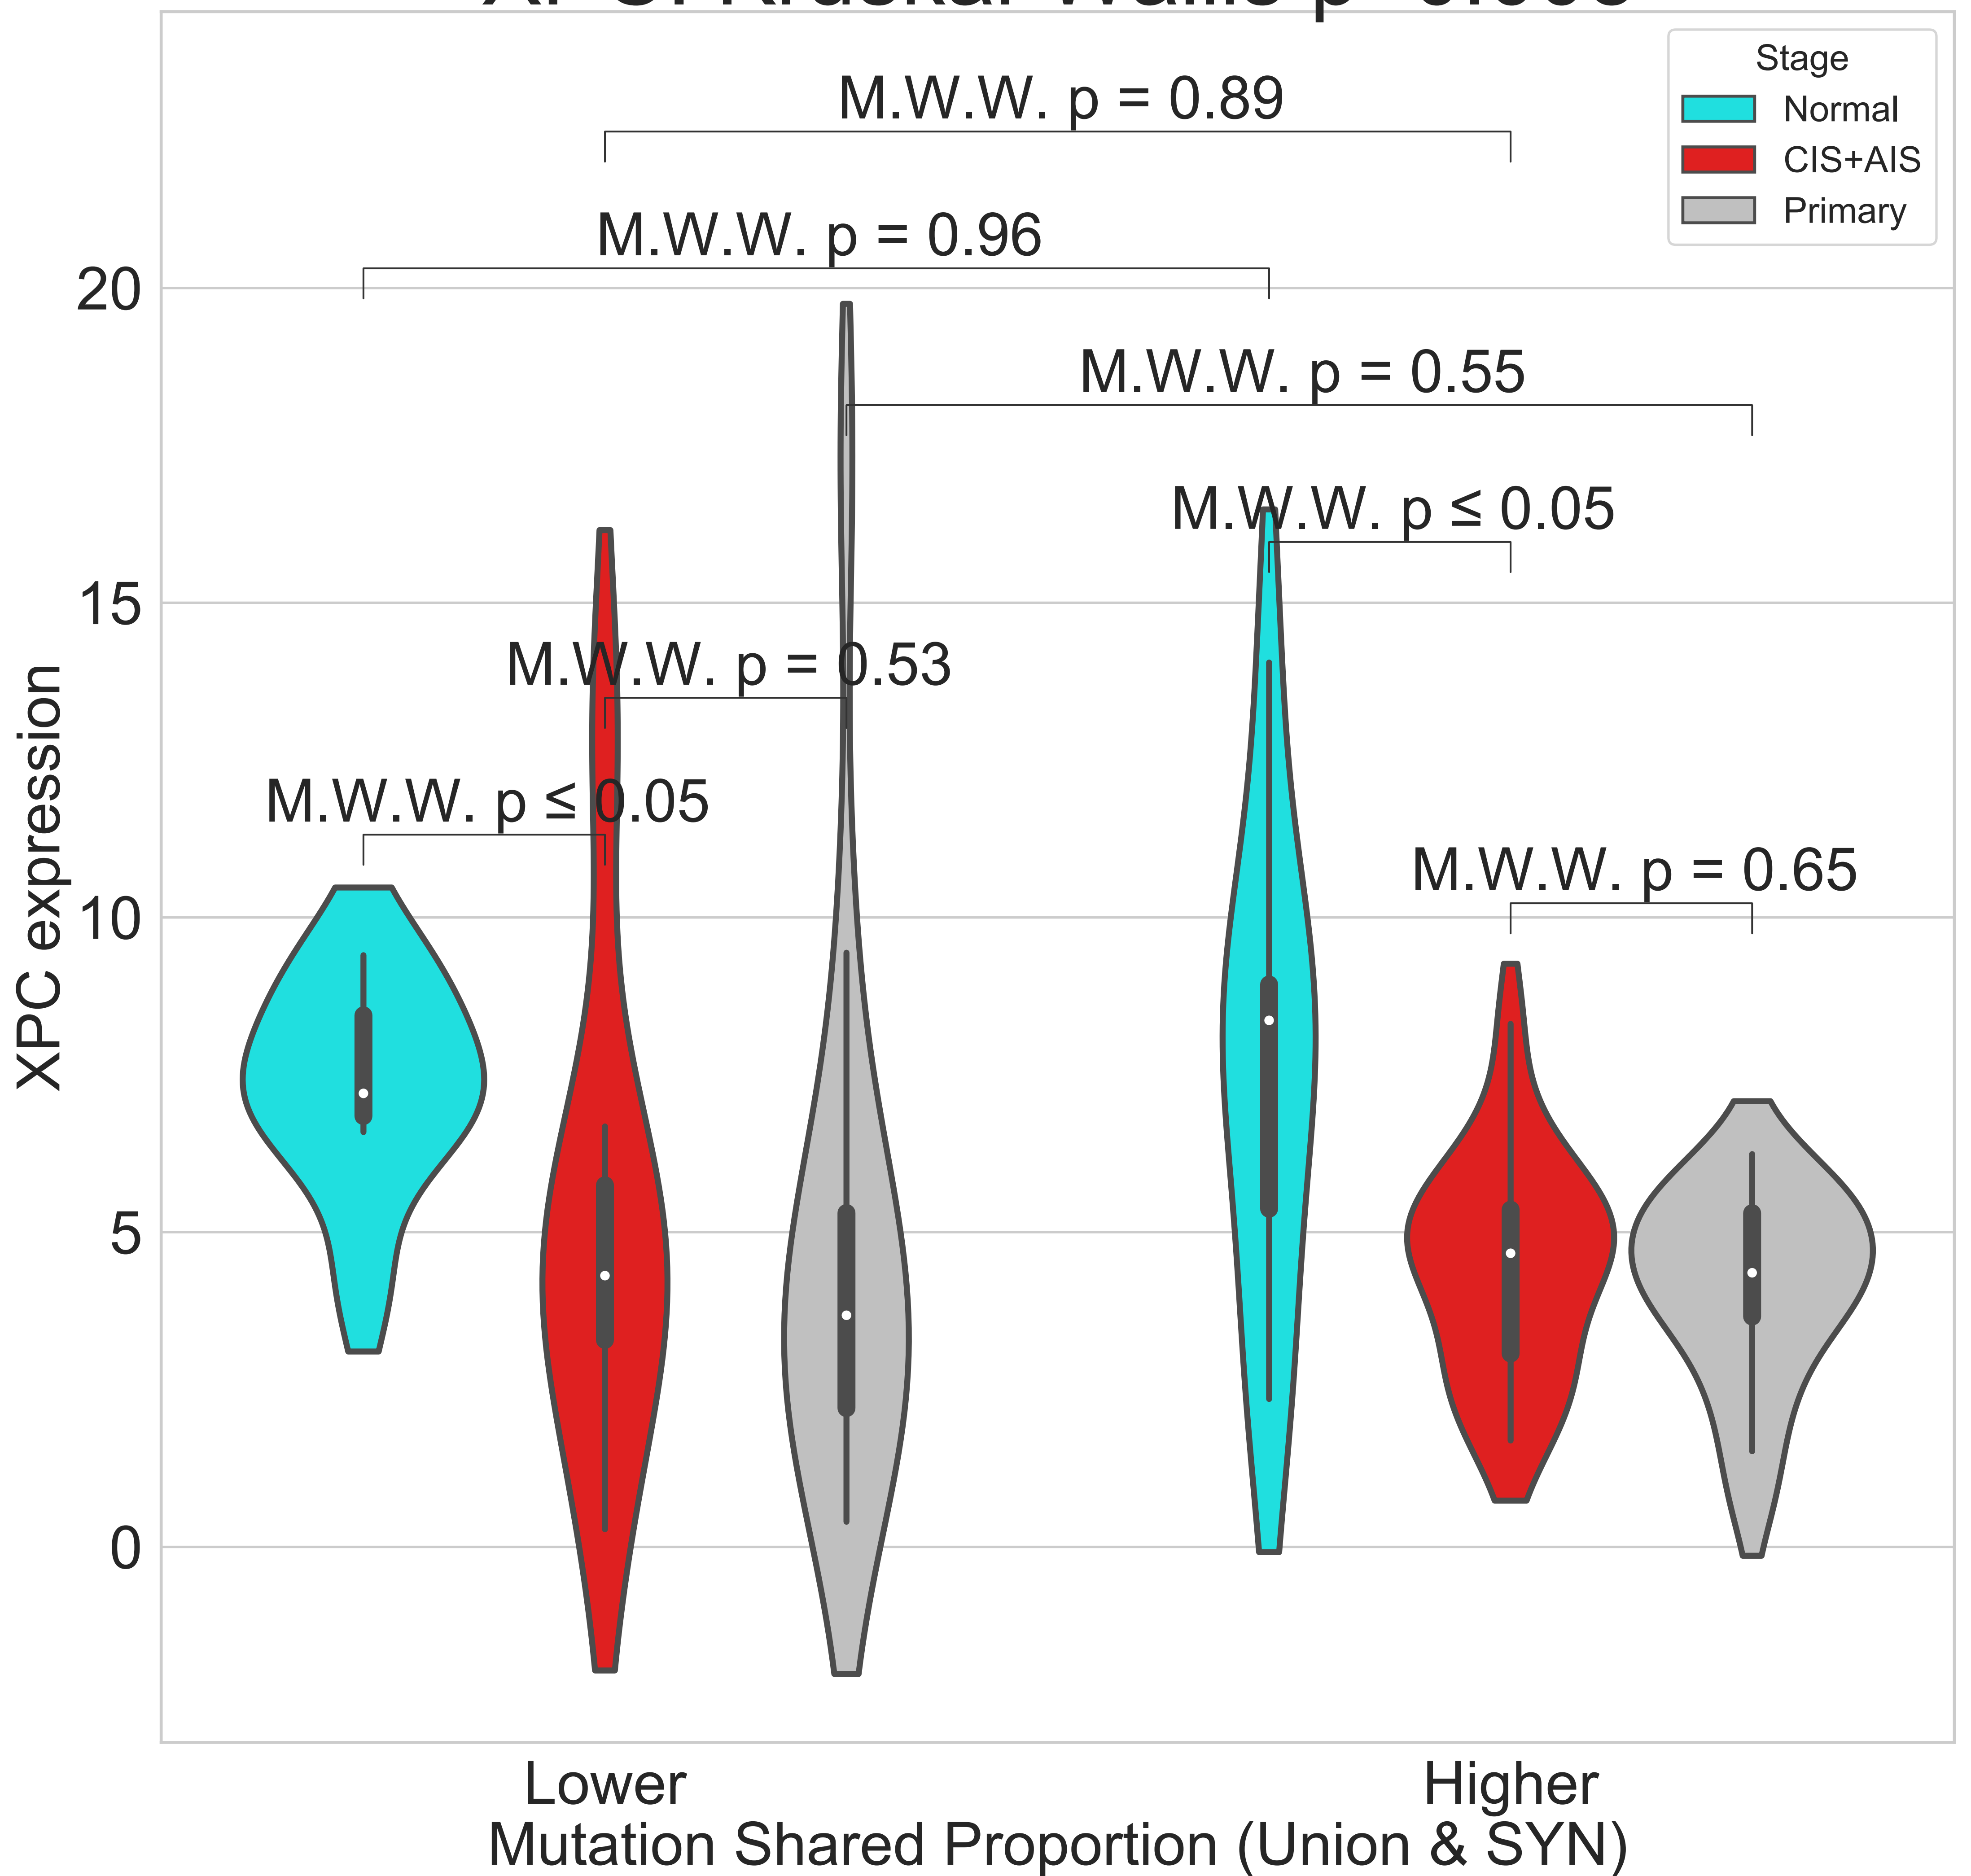 Stage
Normal
CIS+AIS
Primary
M.W.W. p = 0.89
M.W.W. p = 0.96
M.W.W. p = 0.55
M.W.W. p ≤ 0.05
M.W.W. p = 0.53
M.W.W. p ≤ 0.05
M.W.W. p = 0.65
XPC expression
20
15
10
5
0
Lower
Higher
Mutation Shared Proportion (Union & SYN)